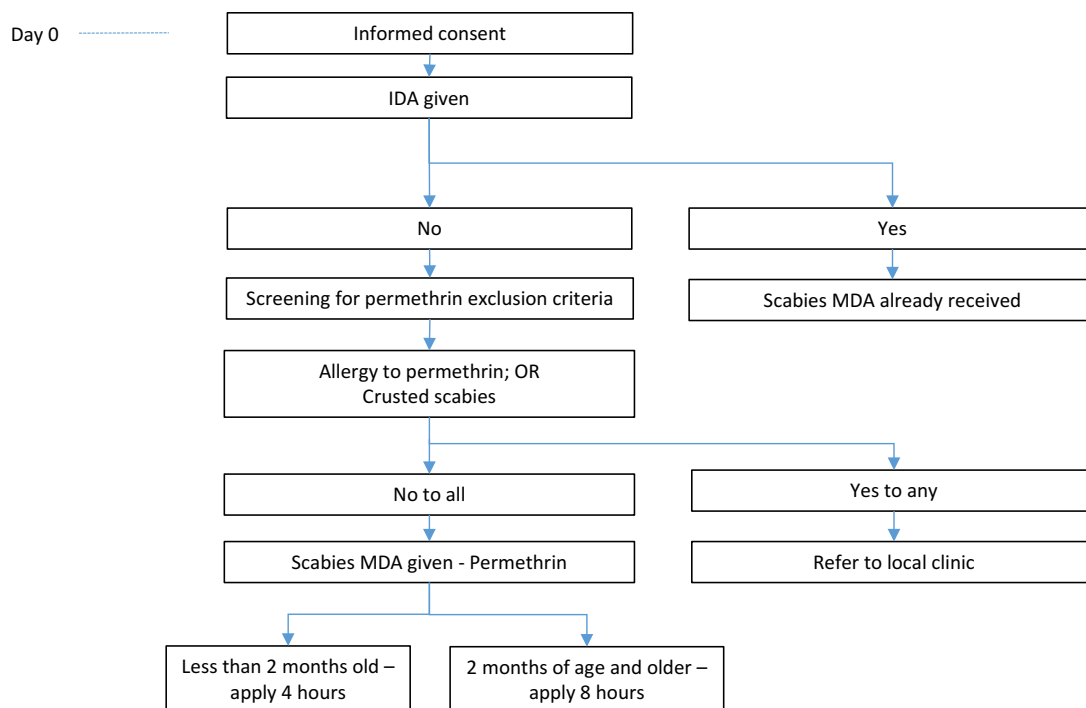 Day 0
Informed consent
IDA given
No
Yes
Screening for permethrin exclusion criteria
Scabies MDA already received
Allergy to permethrin; OR
Crusted scabies
No to all
Yes to any
Scabies MDA given - Permethrin
Refer to local clinic
Less than 2 months old –
apply 4 hours
2 months of age and older –
apply 8 hours